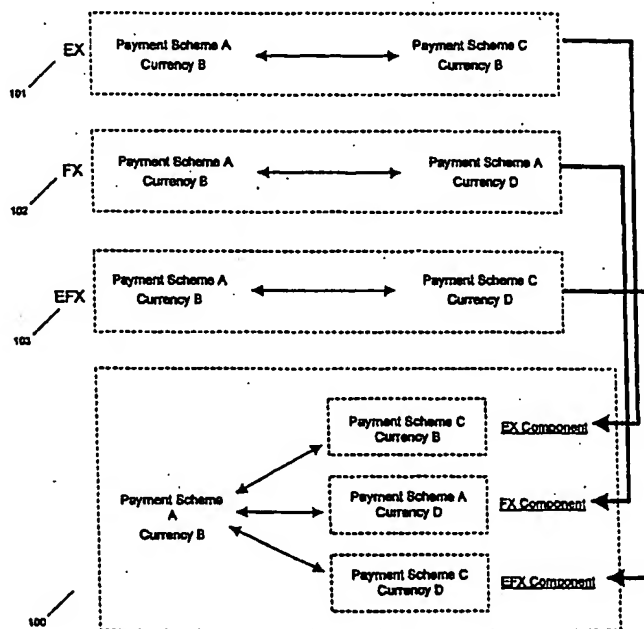 EX
Payment Scheme A
Currency B
Payment Scheme C
Currency B
101
FX
Payment Scheme A
Currency B
Payment Scheme A
Currency D
102
EFX
Payment Scheme A
Currency B
Payment Scheme C
Currency D
103
Payment Scheme C
Currency B
EX Component
Payment Scheme
A
Currency B
Payment Scheme A
Currency D
FX Component
Payment Scheme C
Currency D
EFX Component
100